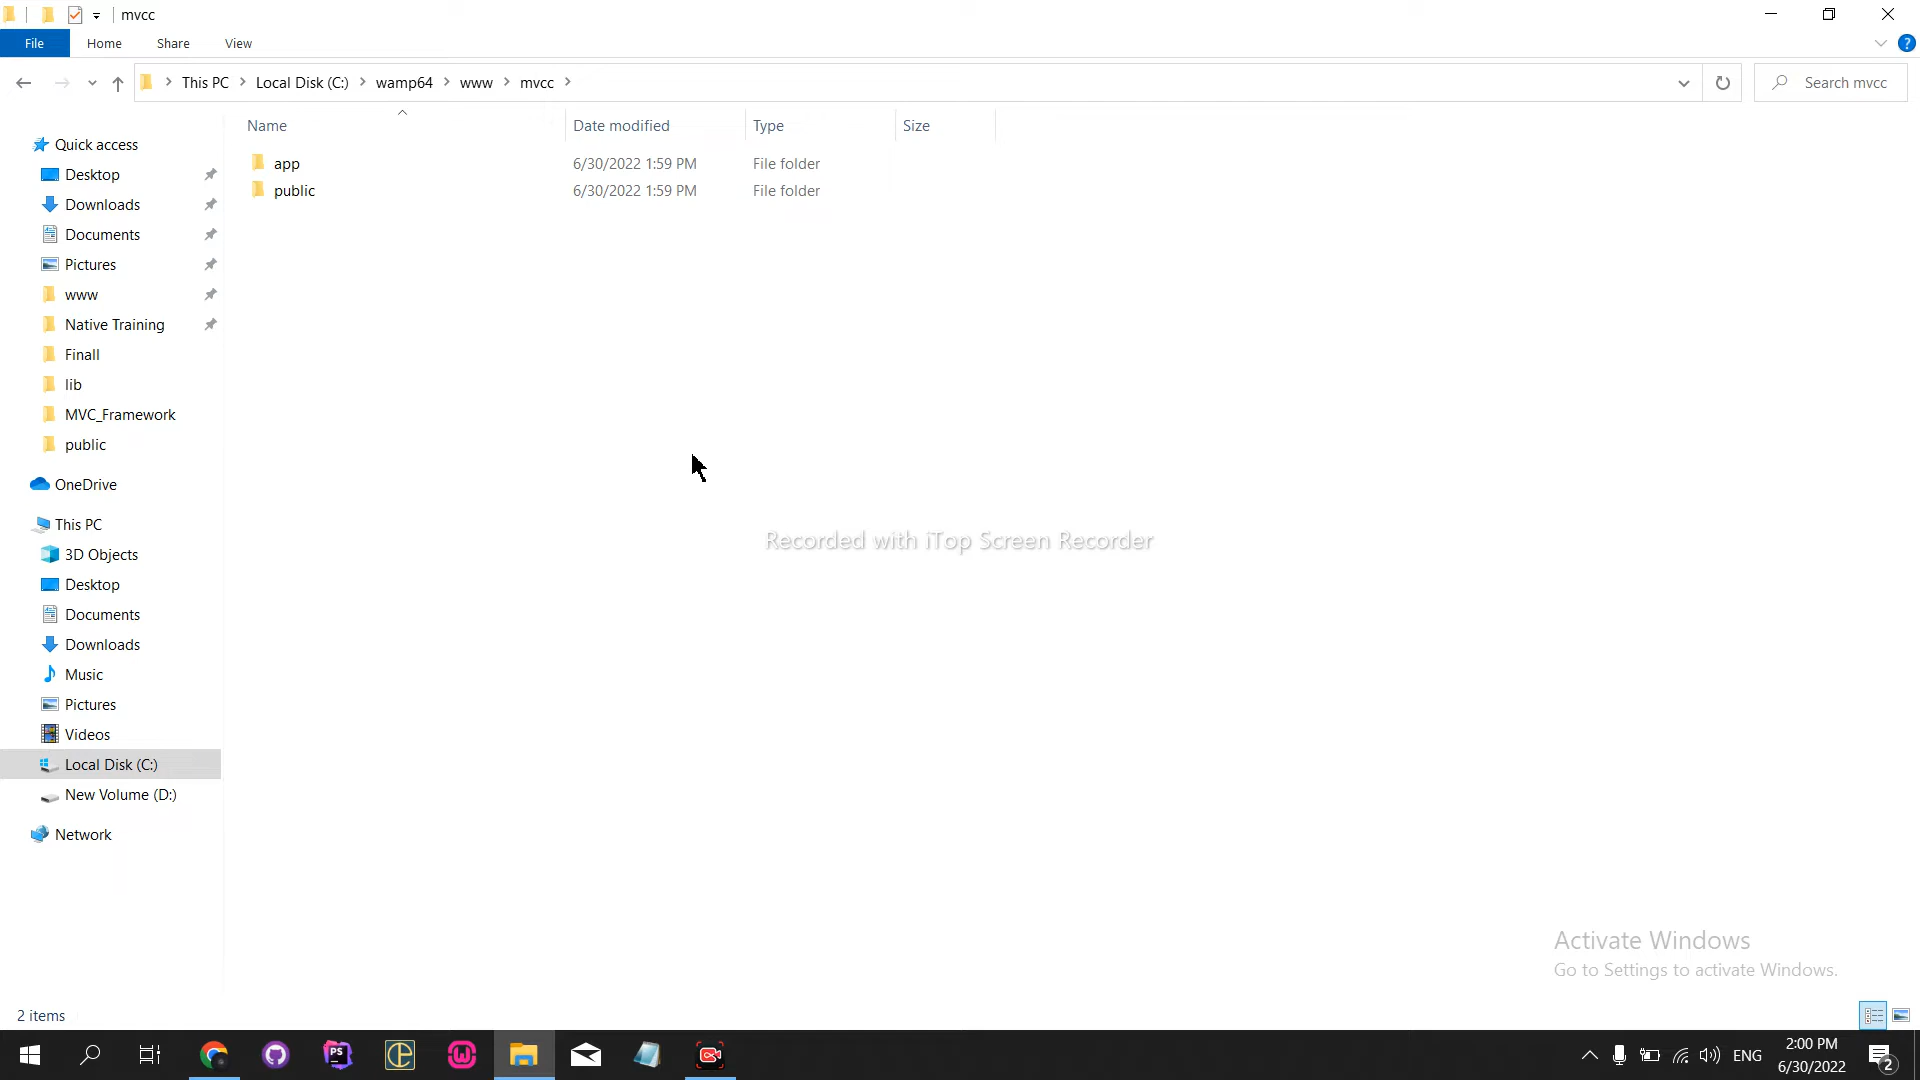 mvcc
File Home Share View
This PC Local Disk (C:) wamp64 www mvcc
Search mvcc
Name Date modified Type Size
app 6/30/2022 1:59 PM File folder
public 6/30/2022 1:59 PM File folder
Quick access
Desktop
Downloads
Documents
Pictures
www
Native Training
Finall
lib
MVC_Framework
public
OneDrive
This PC
3D Objects
Desktop
Documents
Downloads
Music
Pictures
Videos
Local Disk (C:)
New Volume (D:)
Network
Recorded with iTop Screen Recorder
Activate Windows
Go to Settings to activate Windows.
2 items
PS
ENG
2:00 PM
6/30/2022
2